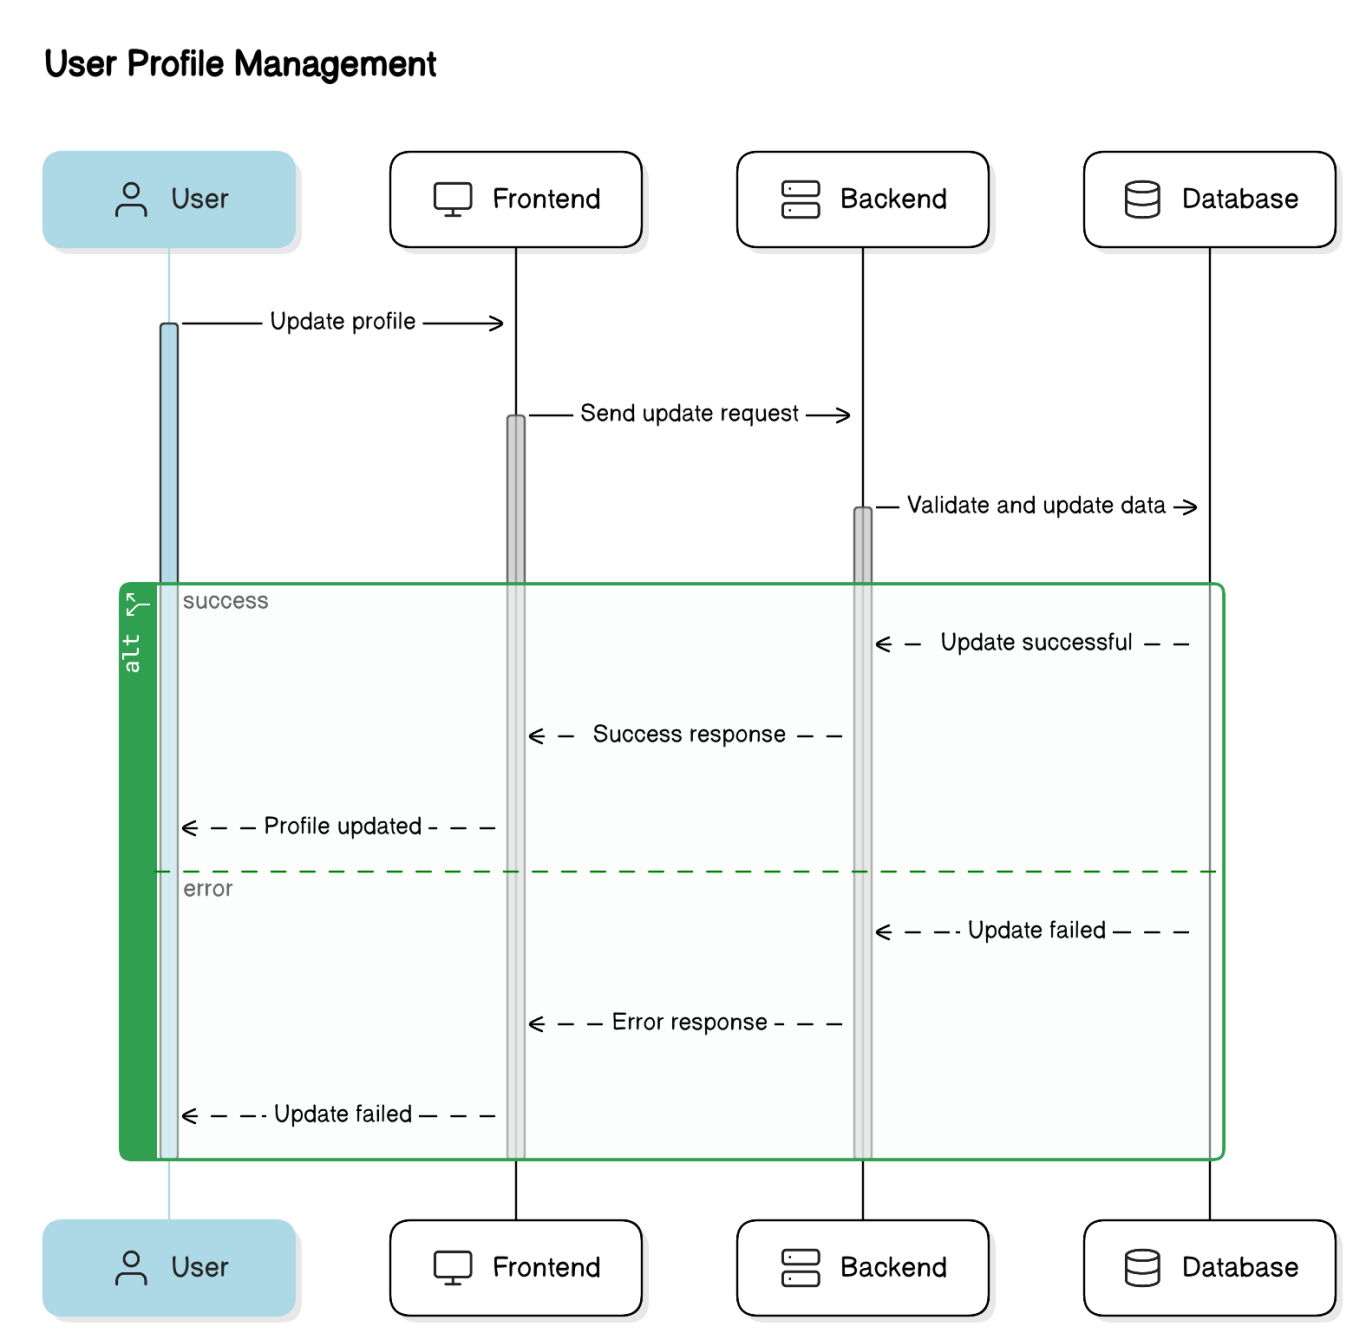 User Profile Management
User
Frontend
Backend
Database
Update profile
Send update request
Validate and update data
alt
success
Update successful
Success response
Profile updated
error
Update failed
Error response
Update failed
User
Frontend
Backend
Database